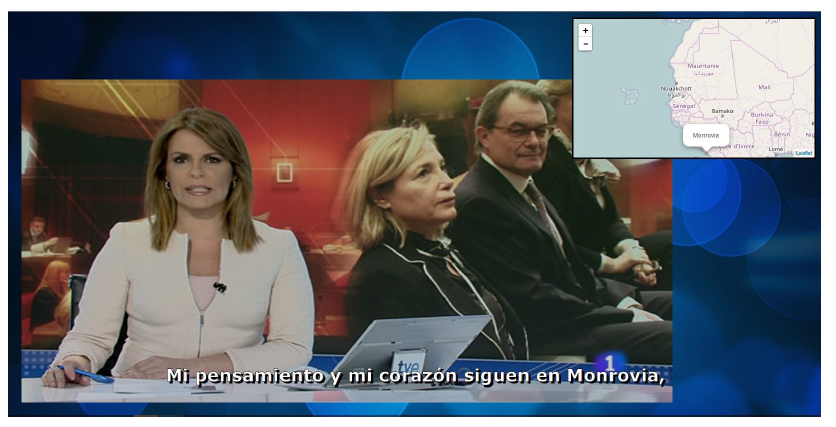 +
−
Mauritanie
Nouakchott
Mali
Sénégal
Bamako
Burkina
Faso
Bénin
Monrovia
Lomé
Leaflet
tve
1
Mi pensamiento y mi corazón siguen en Monrovia,